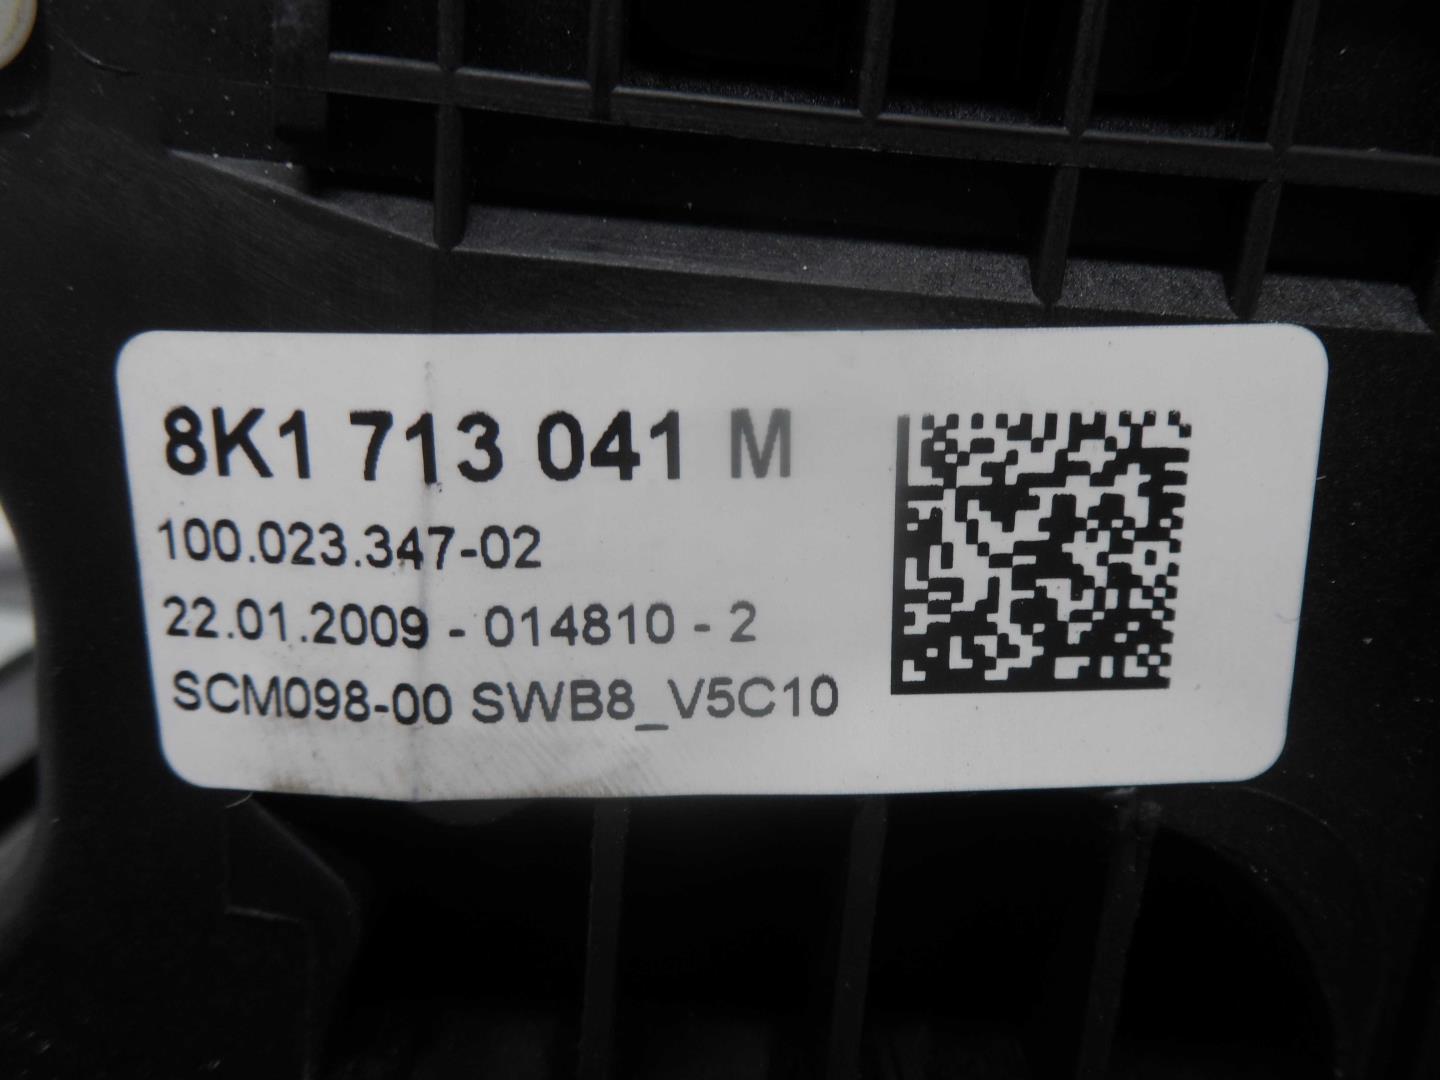 8K1 713 041 M
100.023.347-02
22.01.2009 - 014810 - 2
SCM098-00 SWB8_V5C10